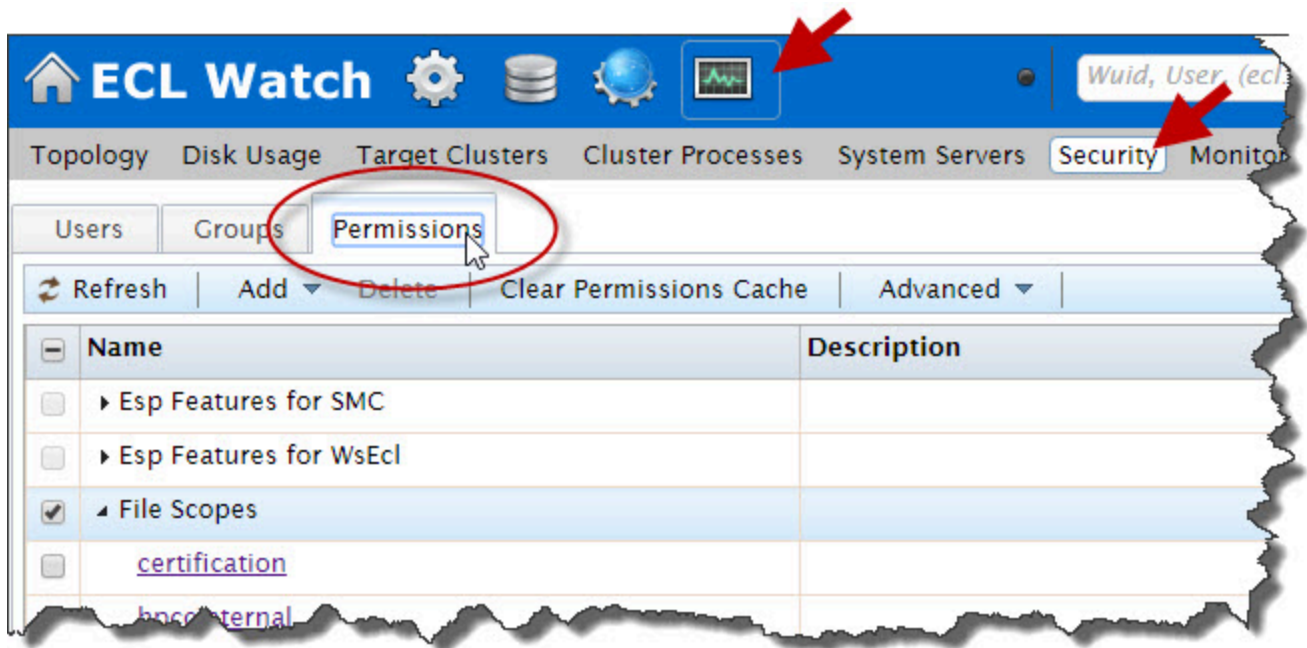 ECL Watch
Wuid, User, (ecl
Topology Disk Usage Target Clusters Cluster Processes System Servers Security Monitor
Users Groups Permissions
Refresh Add Delete Clear Permissions Cache Advanced
Name Description
Esp Features for SMC
Esp Features for WsEcl
File Scopes
certification